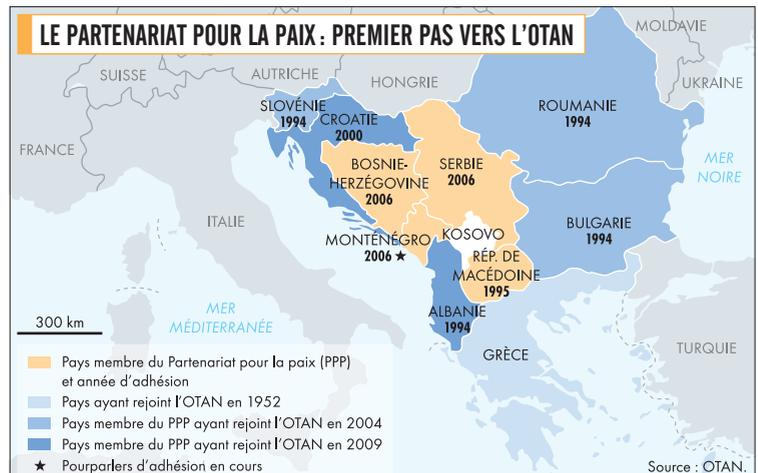 LE PARTENARIAT POUR LA PAIX : PREMIER PAS VERS L'OTAN
MOLDAVIE
SUISSE
AUTRICHE
HONGRIE
UKRAINE
SLOVÉNIE
1994
CROATIE
2000
ROUMANIE
1994
FRANCE
BOSNIE-
HERZÉGOVINE
2006
SERBIE
2006
MER
NOIRE
ITALIE
MONTÉNÉGRO
2006 ★
KOSOVO
BULGARIE
1994
RÉP. DE
MACÉDOINE
1995
ALBANIE
1994
MER
MÉDITERRANÉE
300 km
GRÈCE
TURQUIE
Pays membre du Partenariat pour la paix (PPP)
et année d'adhésion
Pays ayant rejoint l'OTAN en 1952
Pays membre du PPP ayant rejoint l'OTAN en 2004
Pays membre du PPP ayant rejoint l'OTAN en 2009
★ Pourparlers d'adhésion en cours
Source : OTAN.